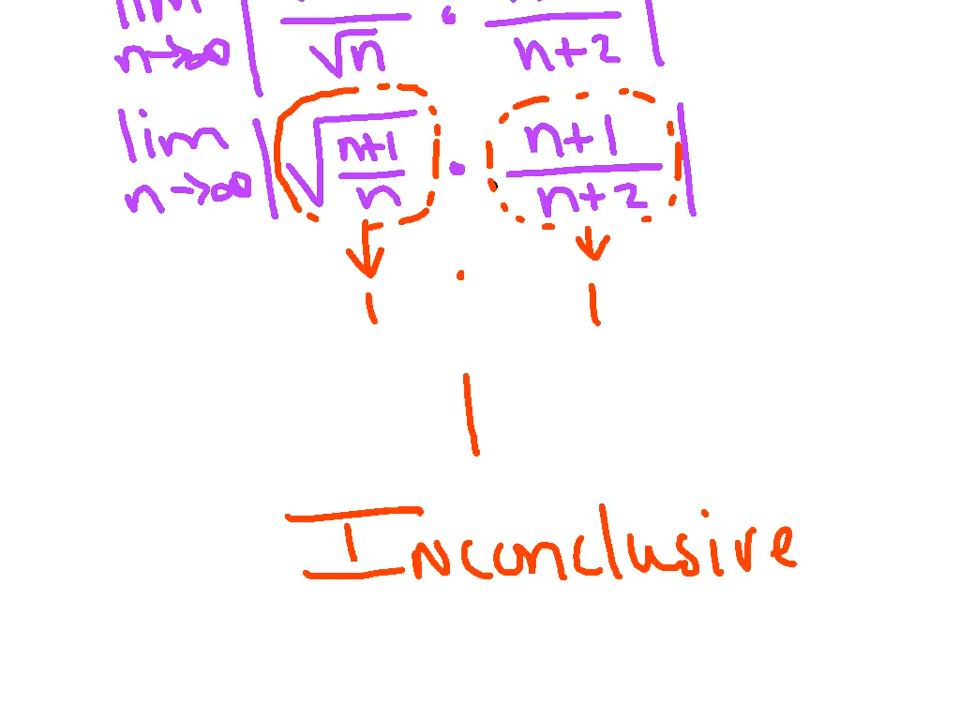 lim
n→∞ | √n · n+2 |
lim n→∞ | √((n+1)/n) · (n+1)/(n+2) |
↓ ↓
1 · 1
1
Inconclusive